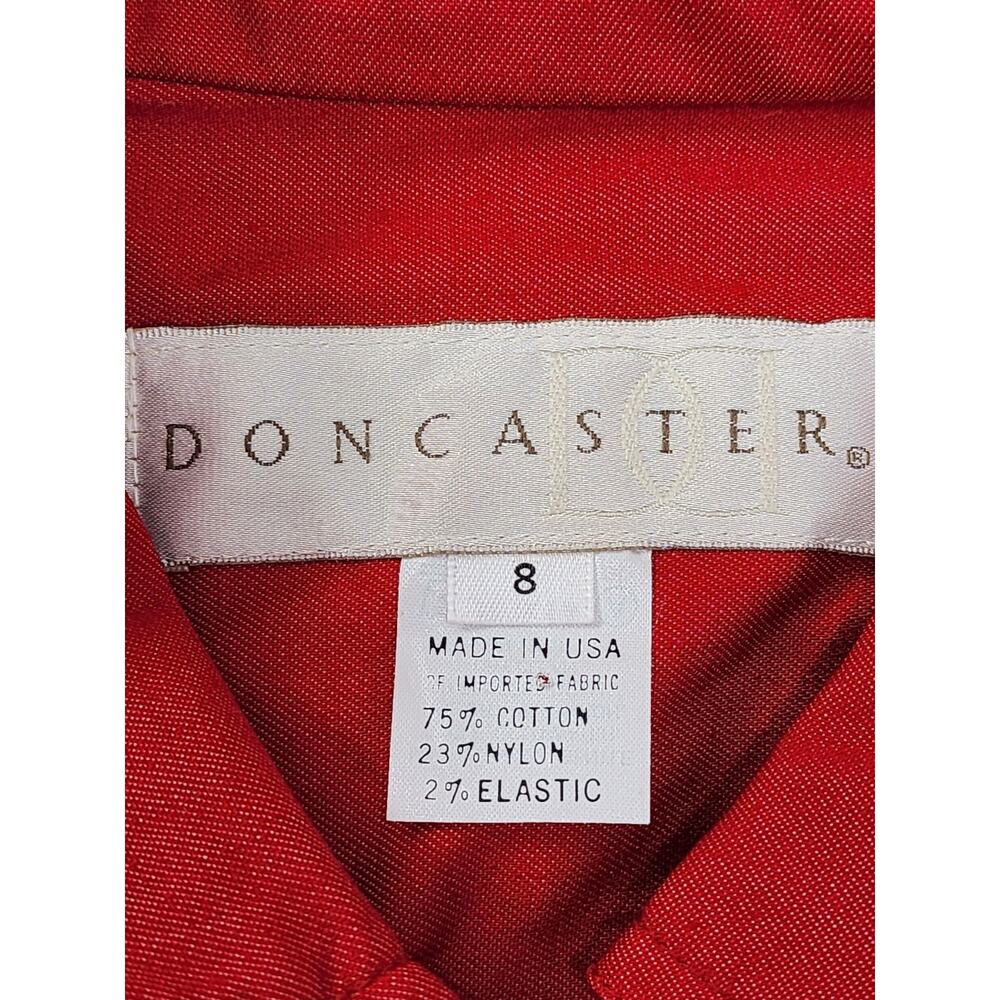 DONCASTER®
8
MADE IN USA
OF IMPORTED FABRIC
75% COTTON
23% NYLON
2% ELASTIC